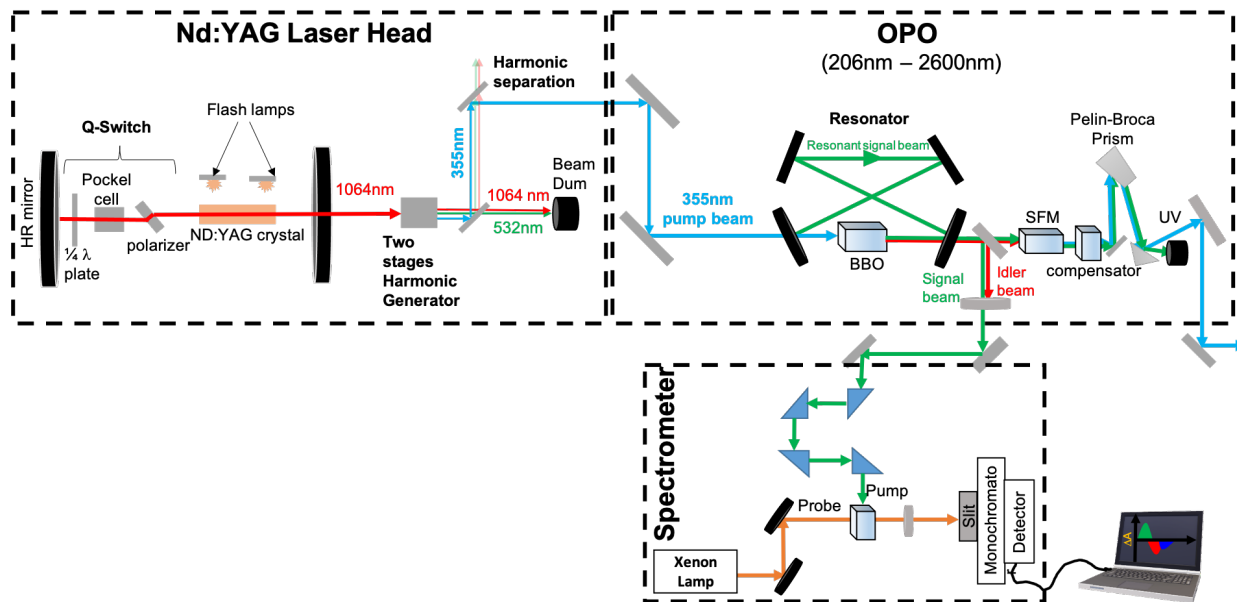 Nd:YAG Laser Head
Harmonic
separation
Flash lamps
Q-Switch
Pockel
cell
HR mirror
1064nm
355nm
Beam
Dum
1064 nm
532nm
polarizer
ND:YAG crystal
¼ λ
plate
Two
stages
Harmonic
Generator
OPO
(206nm – 2600nm)
Pelin-Broca
Prism
Resonator
Resonant signal beam
355nm
pump beam
SFM
UV
BBO
compensator
Signal
beam
Idler
beam
Spectrometer
Pump
Probe
Slit
Monochromato
Detector
Xenon
Lamp
ΔA